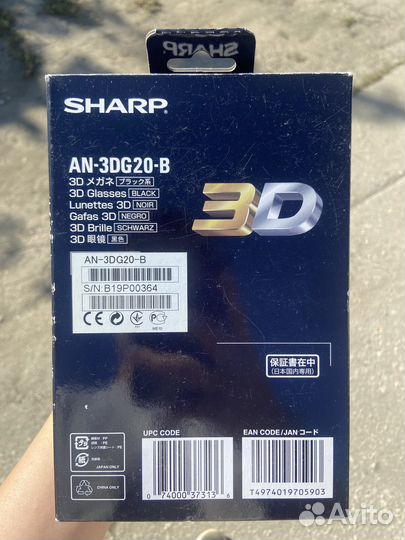 SHARP
SHARP®
AN-3DG20-B
3D メガネ ブラック系
3D Glasses BLACK
Lunettes 3D NOIR
Gafas 3D NEGRO
3D Brille SCHWARZ
3D 眼镜 黑色
3D
AN-3DG20-B
S/N:B19P00364
CE
保証書在中
(日本国内専用)
UPC CODE
EAN CODE/JAN コード
JAPAN ONLY
CHINA ONLY
0 74000 37313 6
T4974019705903
Avito